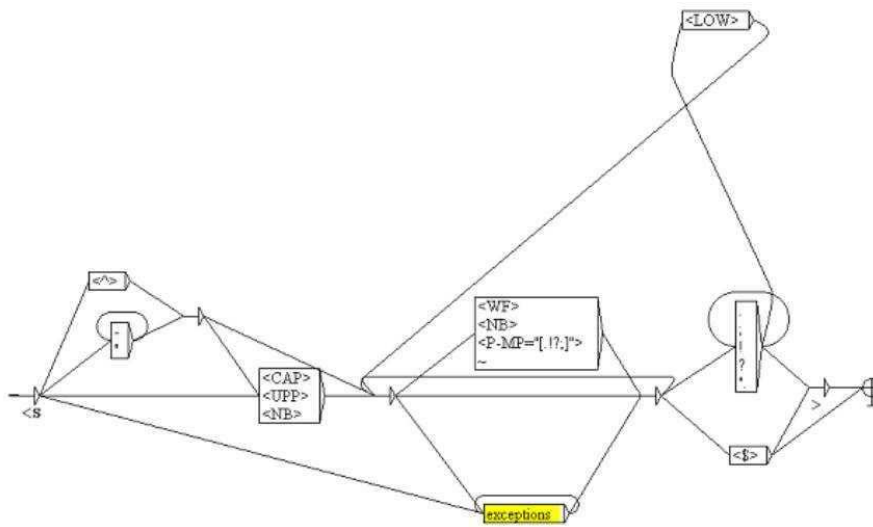 <LOW>
<^>
<WF>
<NB>
<P-MP="[.!?;]">
~
!
?
<CAP>
<UPP>
<NB>
<S
>
<$>
exceptions